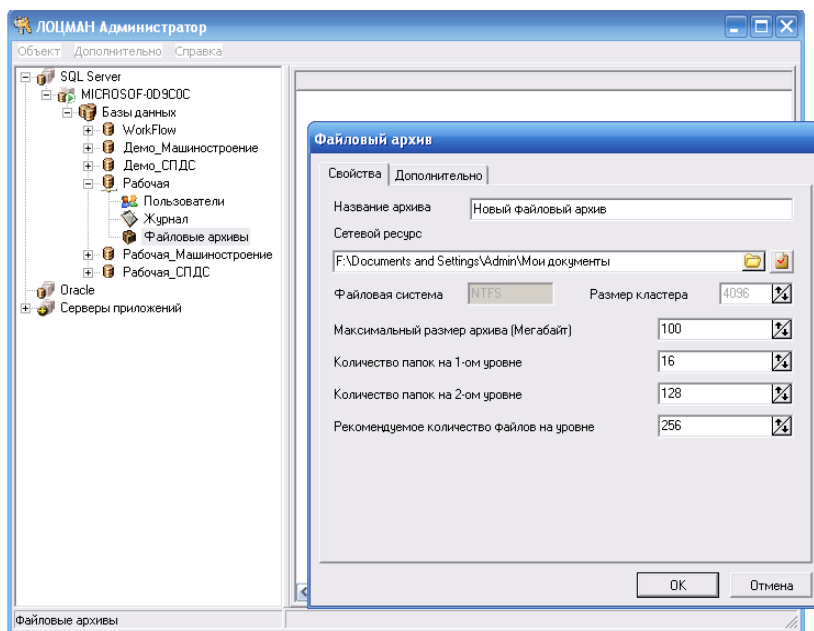 ЛОЦМАН Администратор
Объект Дополнительно Справка
SQL Server
MICROSOF-0D9C0C
Базы данных
WorkFlow
Демо_Машиностроение
Демо_СПДС
Рабочая
Пользователи
Журнал
Файловые архивы
Рабочая_Машиностроение
Рабочая_СПДС
Oracle
Серверы приложений
Файловый архив
Свойства Дополнительно
Название архива Новый файловый архив
Сетевой ресурс
F:\Documents and Settings\Admin\Мои документы
Файловая система NTFS Размер кластера 4096
Максимальный размер архива (Мегабайт) 100
Количество папок на 1-ом уровне 16
Количество папок на 2-ом уровне 128
Рекомендуемое количество файлов на уровне 256
OK Отмена
Файловые архивы